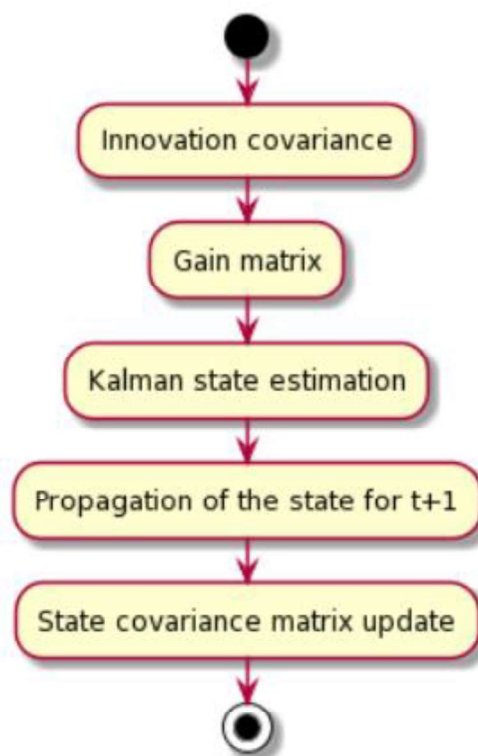 Innovation covariance
Gain matrix
Kalman state estimation
Propagation of the state for t+1
State covariance matrix update